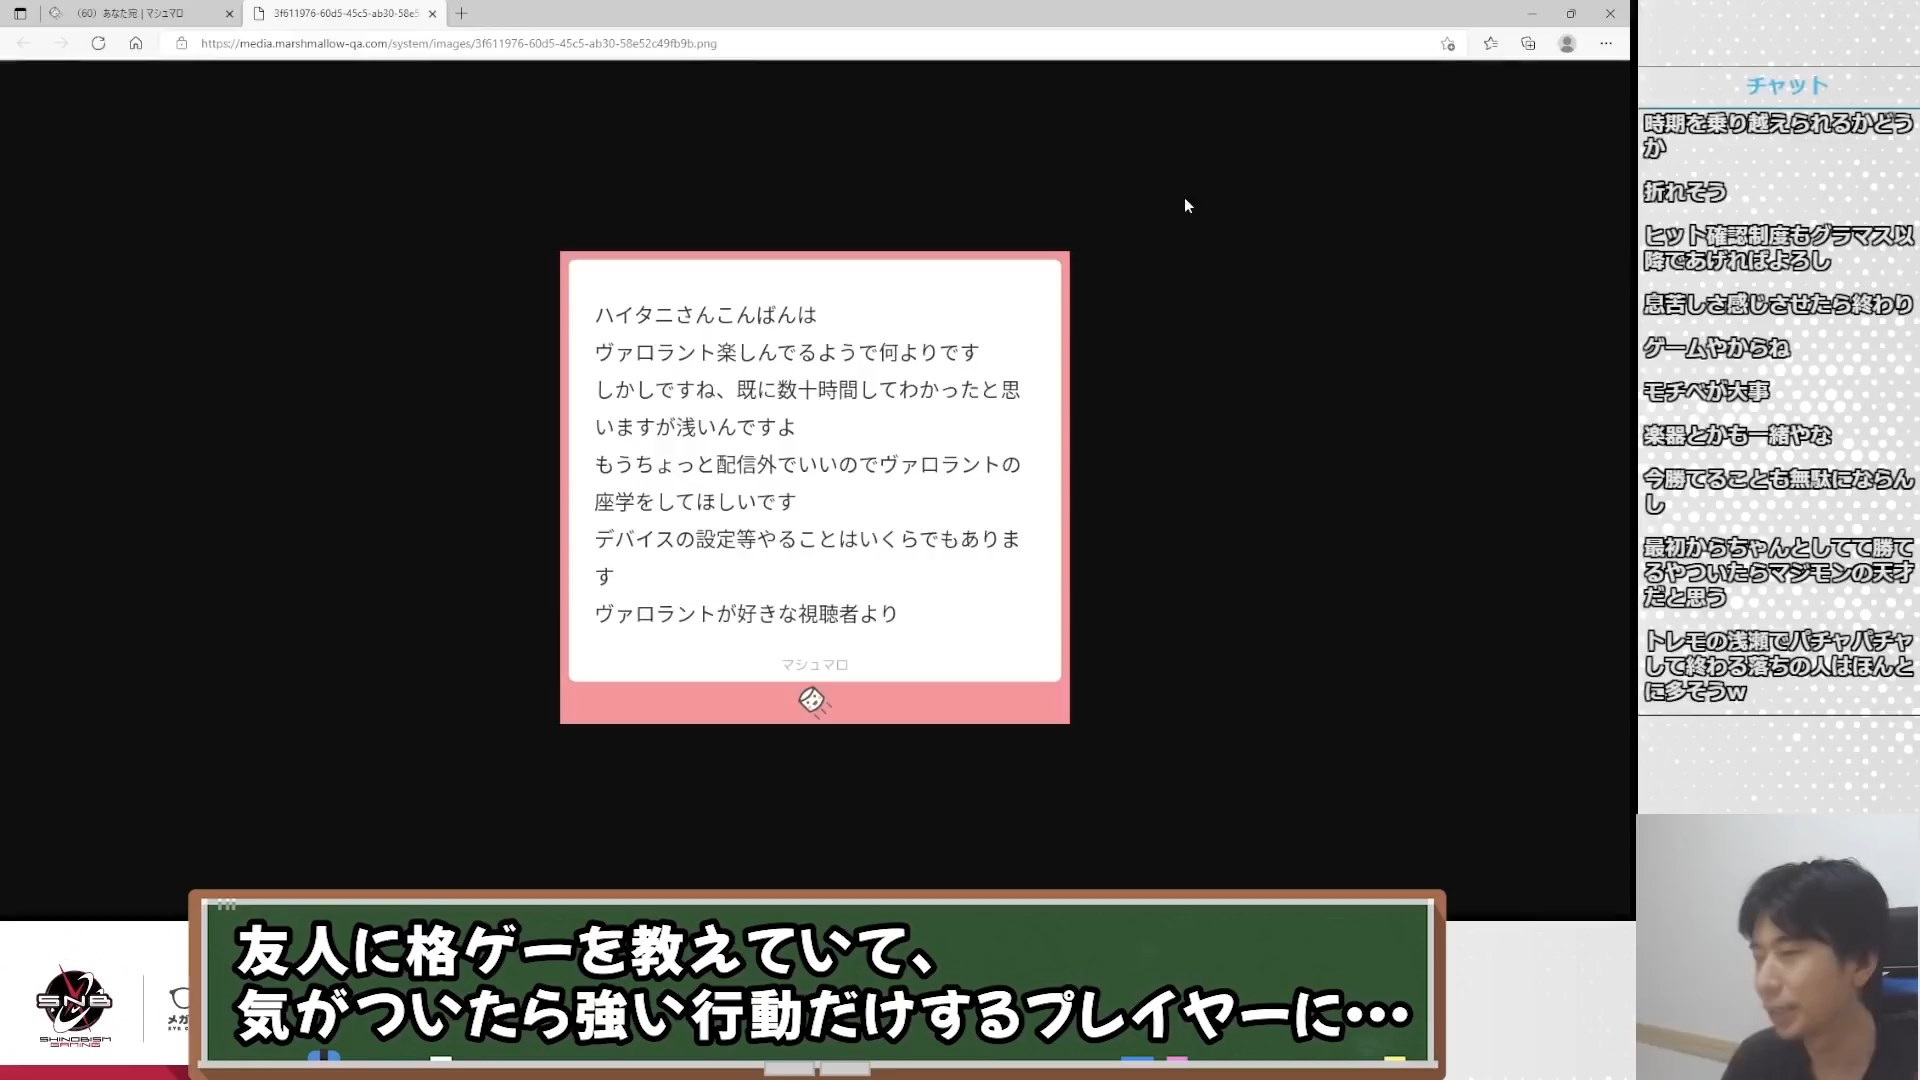 (60) あなた宛 | マシュマロ
3f611976-60d5-45c5-ab30-58e5
https://media.marshmallow-qa.com/system/images/3f611976-60d5-45c5-ab30-58e52c49fb9b.png
ハイタニさんこんばんは
ヴァロラント楽しんでるようで何よりです
しかしですね、既に数十時間してわかったと思
いますが浅いんですよ
もうちょっと配信外でいいのでヴァロラントの
座学をしてほしいです
デバイスの設定等やることはいくらでもありま
す
ヴァロラントが好きな視聴者より
マシュマロ
チャット
時期を乗り越えられるかどう
か
折れそう
ヒット確認制度もグラマス以
降であげればよろし
息苦しさ感じさせたら終わり
ゲームやからね
モチベが大事
楽器とかも一緒やな
今勝てることも無駄にならん
し
最初からちゃんとしてて勝て
るやついたらマジモンの天才
だと思う
トレモの浅瀬でパチャパチャ
して終わる落ちの人はほんと
に多そうw
友人に格ゲーを教えていて、
気がついたら強い行動だけするプレイヤーに…
SNB
SHINOBISM
GAMING
メガ